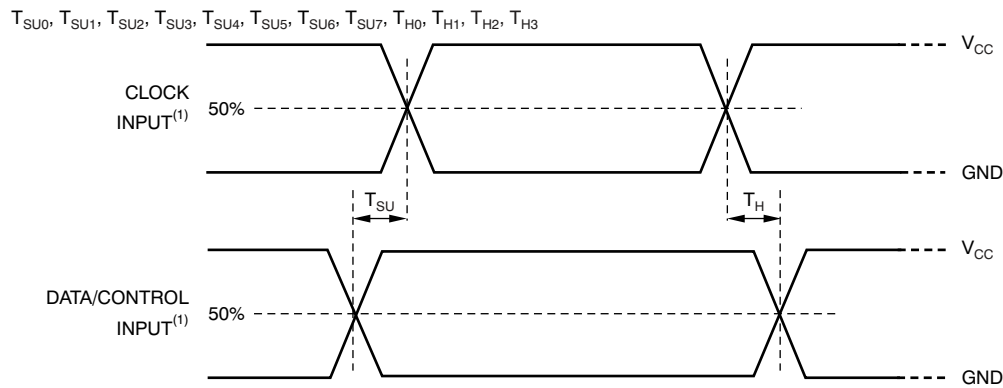 TSU0, TSU1, TSU2, TSU3, TSU4, TSU5, TSU6, TSU7, TH0, TH1, TH2, TH3
VCC
CLOCK
INPUT(1)
50%
GND
TSU
TH
VCC
DATA/CONTROL
INPUT(1)
50%
GND